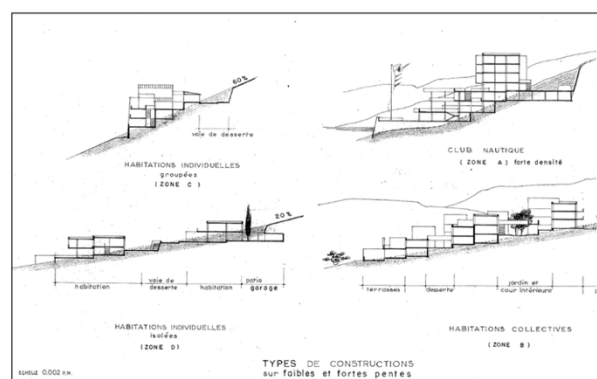 60%
voie de desserte
HABITATIONS INDIVIDUELLES
groupées
(ZONE C)
CLUB NAUTIQUE
(ZONE A) forte densité
20%
habitation
voie de desserte
habitation
patio
garage
HABITATIONS INDIVIDUELLES
isolées
(ZONE D)
terrasses
desserte
jardin et
cour intérieure
HABITATIONS COLLECTIVES
(ZONE B)
TYPES DE CONSTRUCTIONS
sur faibles et fortes pentes
ECHELLE 0,002 P.M.